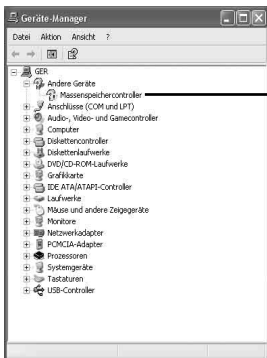 Geräte-Manager
Datei Aktion Ansicht ?
GER
Andere Geräte
Massenspeichercontroller
Anschlüsse (COM und LPT)
Audio-, Video- und Gamecontroller
Computer
Diskettencontroller
Diskettenlaufwerke
DVD/CD-ROM-Laufwerke
Grafikkarte
IDE ATA/ATAPI-Controller
Laufwerke
Mäuse und andere Zeigegeräte
Monitore
Netzwerkadapter
PCMCIA-Adapter
Prozessoren
Systemgeräte
Tastaturen
USB-Controller